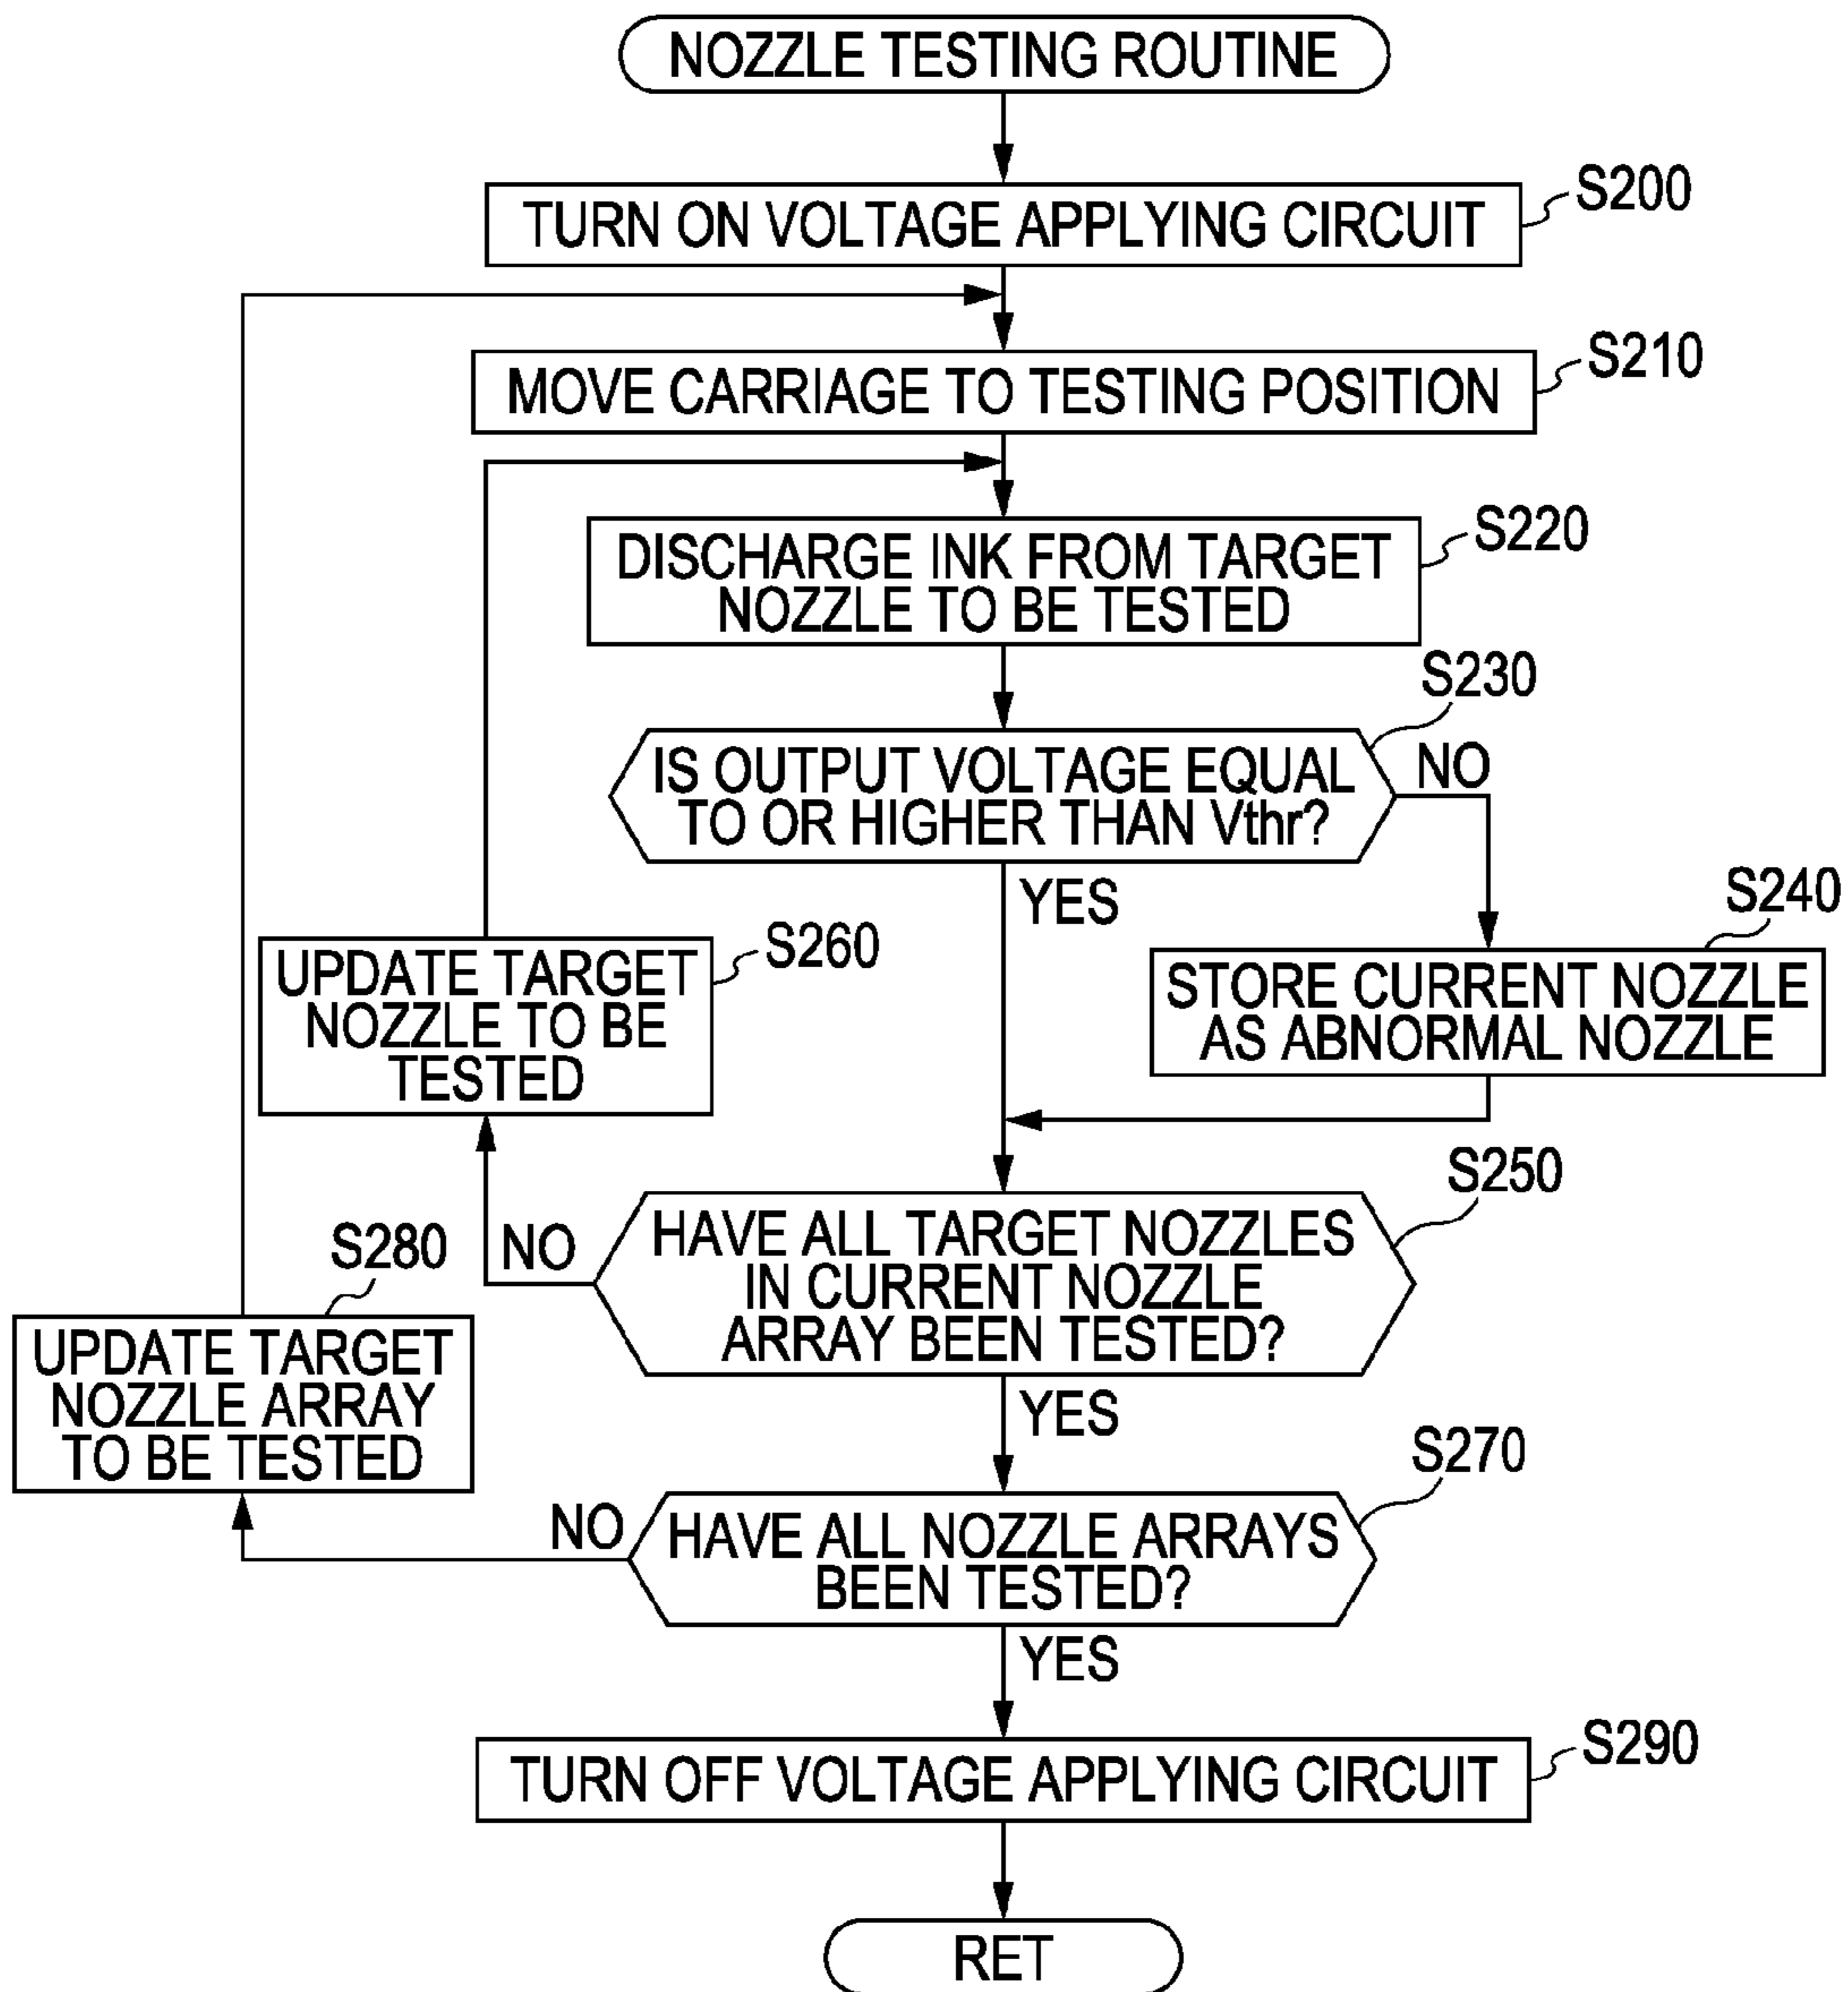 NOZZLE TESTING ROUTINE
S200
TURN ON VOLTAGE APPLYING CIRCUIT
S210
MOVE CARRIAGE TO TESTING POSITION
S220
DISCHARGE INK FROM TARGET
NOZZLE TO BE TESTED
S230
IS OUTPUT VOLTAGE EQUAL
TO OR HIGHER THAN Vthr?
NO
YES
S240
STORE CURRENT NOZZLE
AS ABNORMAL NOZZLE
S260
UPDATE TARGET
NOZZLE TO BE
TESTED
S250
HAVE ALL TARGET NOZZLES
IN CURRENT NOZZLE
ARRAY BEEN TESTED?
NO
YES
S280
UPDATE TARGET
NOZZLE ARRAY
TO BE TESTED
S270
HAVE ALL NOZZLE ARRAYS
BEEN TESTED?
NO
YES
S290
TURN OFF VOLTAGE APPLYING CIRCUIT
RET